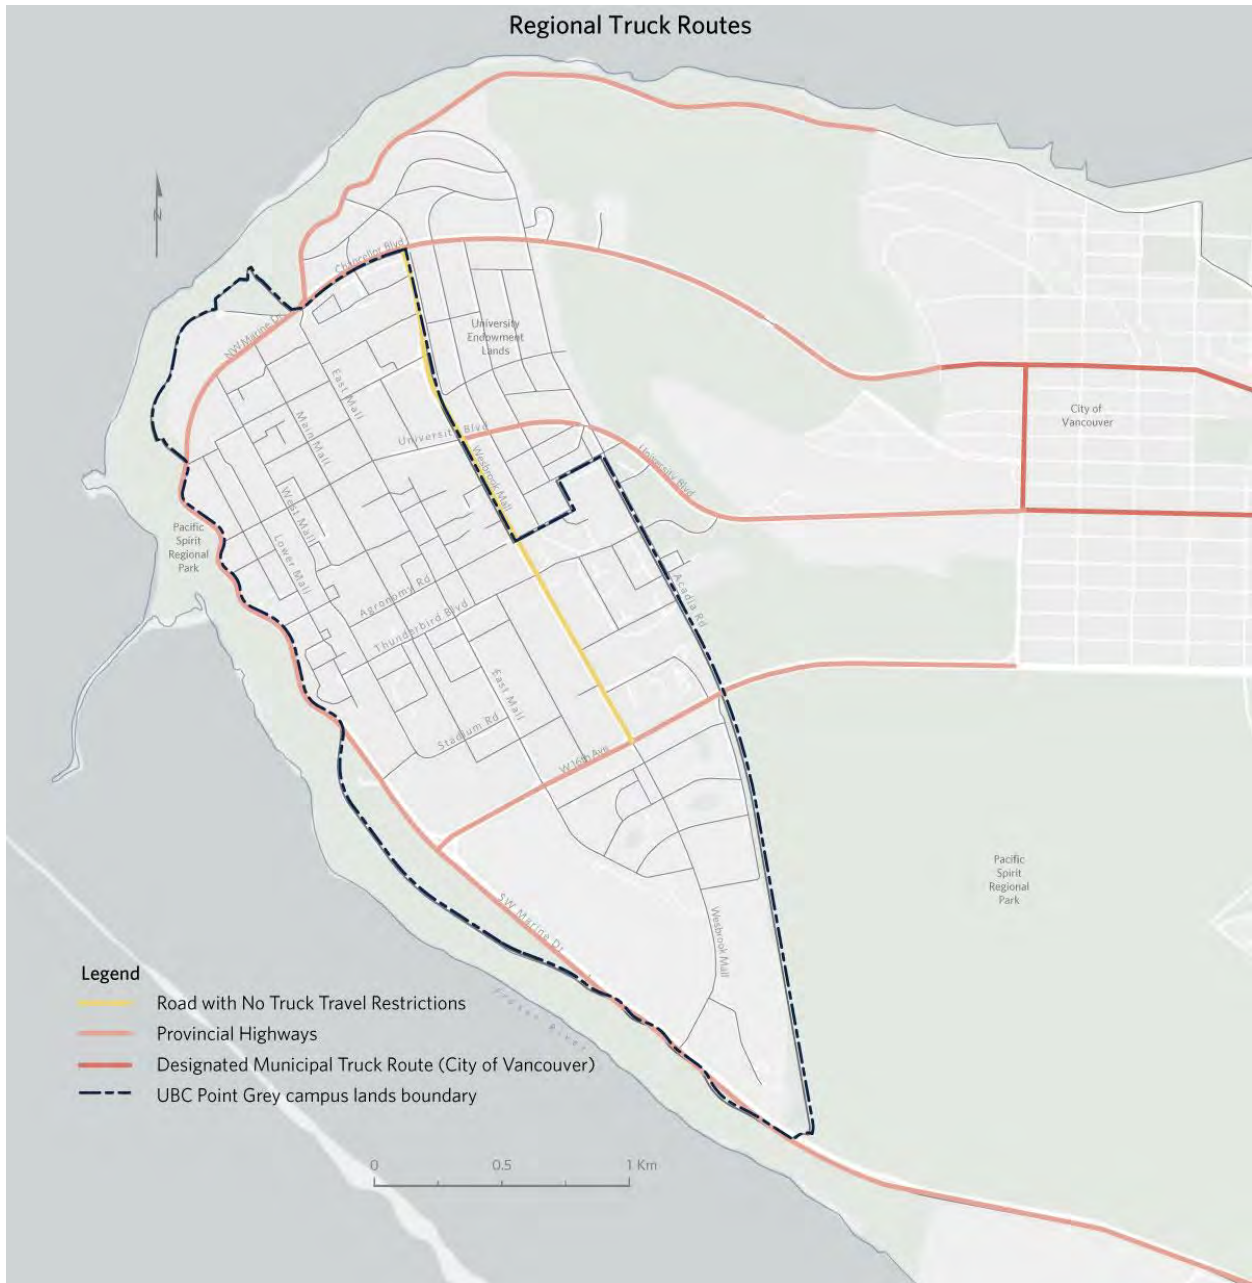 Regional Truck Routes
N
Chancellor Blvd
NW Marine Dr
University
Endowment
Lands
East Mall
Main Mall
University Blvd
Wesbrook Mall
University Blvd
City of
Vancouver
West Mall
Lower Mall
Pacific
Spirit
Regional
Park
Agronomy Rd
Thunderbird Blvd
Acadia Rd
East Mall
Stadium Rd
W 16th Ave
Pacific
Spirit
Regional
Park
SW Marine Dr
Wesbrook Mall
Fraser River
Legend
Road with No Truck Travel Restrictions
Provincial Highways
Designated Municipal Truck Route (City of Vancouver)
UBC Point Grey campus lands boundary
0 0.5 1 Km